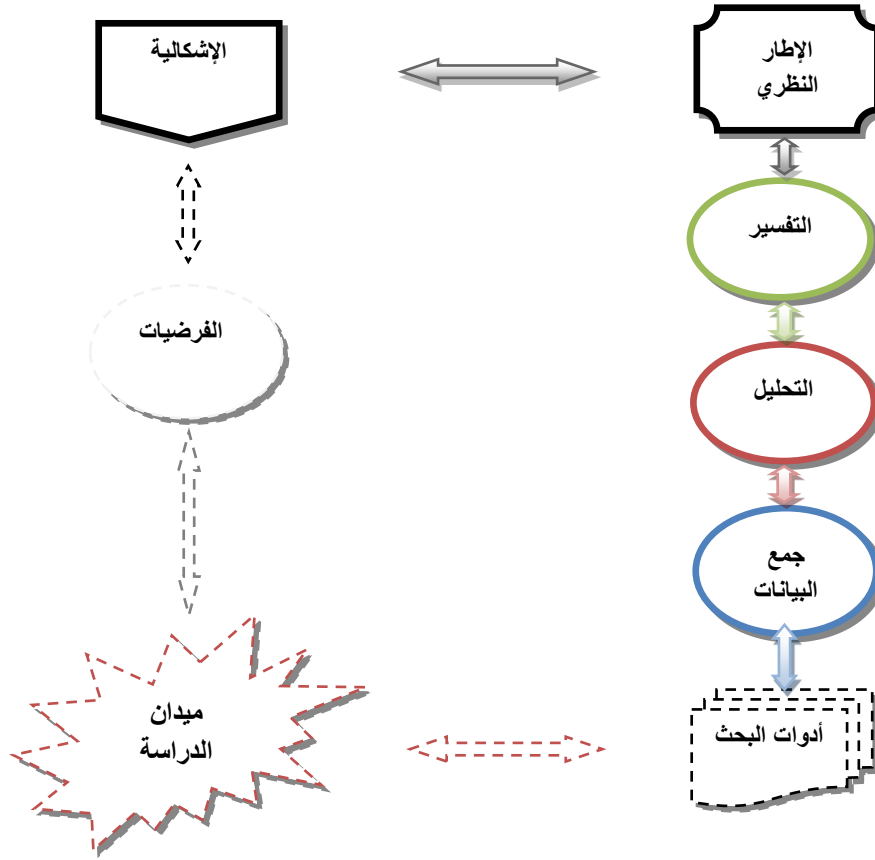 الإطار
النظري
الإشكالية
التفسير
الفرضيات
التحليل
جمع
البيانات
أدوات البحث
ميدان
الدراسة